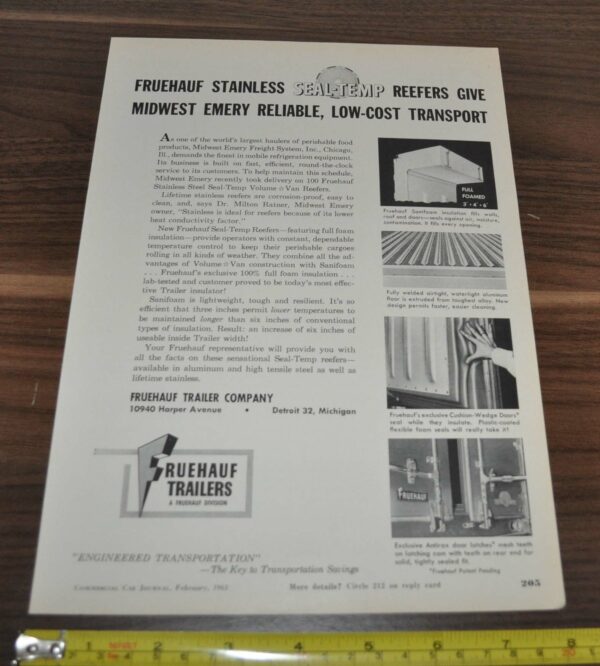 FRUEHAUF STAINLESS SEAL-TEMP REEFERS GIVE
MIDWEST EMERY RELIABLE, LOW-COST TRANSPORT
As one of the world's largest haulers of perishable food
products, Midwest Emery Freight System, Inc., Chicago,
Ill., demands the finest in mobile refrigeration equipment.
Its business is built on fast, efficient, round-the-clock
service to its customers. To help maintain this schedule,
Midwest Emery recently took delivery on 100 Fruehauf
Stainless Steel Seal-Temp Volume Van Reefers.
Lifetime stainless reefers are corrosion-proof, easy to
clean, and, says Dr. Milton Ratner, Midwest Emery
owner, "Stainless is ideal for reefers because of its lower
heat conductivity factor."
New Fruehauf Seal-Temp Reefers—featuring full foam
insulation—provide operators with constant, dependable
temperature control to keep their perishable cargoes
rolling in all kinds of weather. They combine all the ad-
vantages of Volume Van construction with Sanifoam
. . . Fruehauf's exclusive 100% full foam insulation . . .
lab-tested and customer proved to be today's most effec-
tive Trailer insulator!
Sanifoam is lightweight, tough and resilient. It's so
efficient that three inches permit lower temperatures to
be maintained longer than six inches of conventional
types of insulation. Result: an increase of six inches of
useable inside Trailer width!
Your Fruehauf representative will provide you with
all the facts on these sensational Seal-Temp reefers—
available in aluminum and high tensile steel as well as
lifetime stainless.
FRUEHAUF TRAILER COMPANY
10940 Harper Avenue • Detroit 32, Michigan
FRUEHAUF
TRAILERS
A FRUEHAUF DIVISION
"ENGINEERED TRANSPORTATION"
—The Key to Transportation Savings
FULL
FOAMED
3" • 4" • 6"
Fruehauf Sanifoam insulation fills walls,
roof and doors—seals against air, moisture,
contamination. It fills every opening.
Fully welded airtight, watertight aluminum
floor is extruded from toughest alloy. New
design permits faster, easier cleaning.
Fruehauf's exclusive Cushion-Wedge Doors*
seal while they insulate. Plastic-coated
flexible foam seals will really take it!
FRUEHAUF
Exclusive Antirax door latches* mesh teeth
on latching cam with teeth on rear end for
solid, tightly sealed fit.
*Fruehauf Patent Pending
COMMERCIAL CAR JOURNAL, February,
More details? Circle 212 on reply card
205
1 2 3 4 5 6 7 8